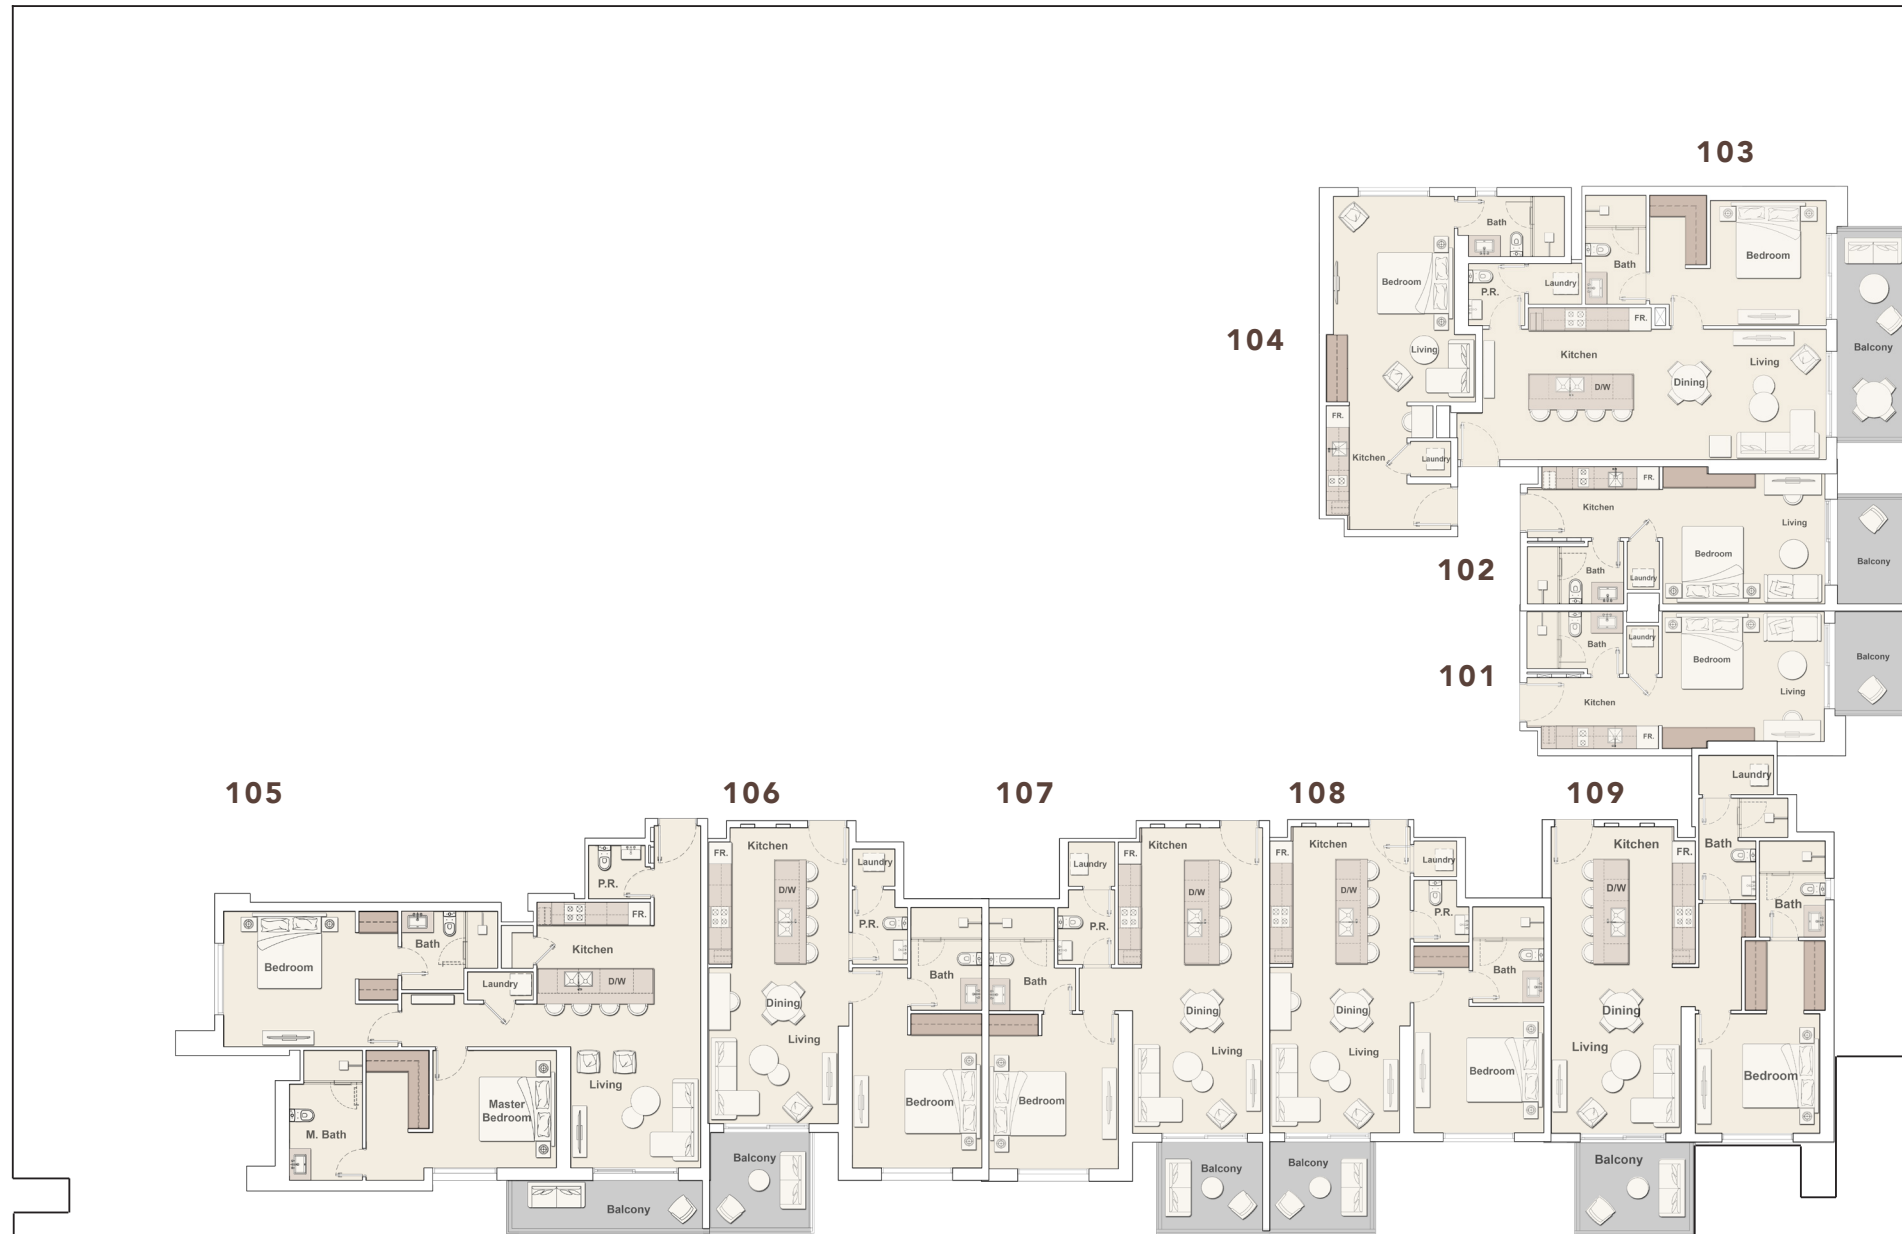 103
Bath
Bath
Bedroom
Bedroom
P.R.
Laundry
FR.
104
Living
Kitchen
Living
Balcony
Dining
D/W
FR.
Kitchen
Laundry
FR.
Kitchen
Living
102
Bath
Laundry
Bedroom
Balcony
101
Bath
Laundry
Bedroom
Balcony
Living
Kitchen
FR.
105
106
107
108
109
Laundry
Kitchen
FR.
Laundry
D/W
P.R.
Bath
Dining
Living
Bedroom
Balcony
Laundry
FR.
Kitchen
D/W
P.R.
Bath
Dining
Living
Bedroom
Balcony
Kitchen
FR.
Laundry
D/W
P.R.
Bath
Dining
Living
Bedroom
Balcony
Kitchen
FR.
Bath
D/W
Bath
Dining
Living
Bedroom
Balcony
P.R.
FR.
Bath
Kitchen
Bedroom
Laundry
D/W
Living
Master
Bedroom
M. Bath
Balcony